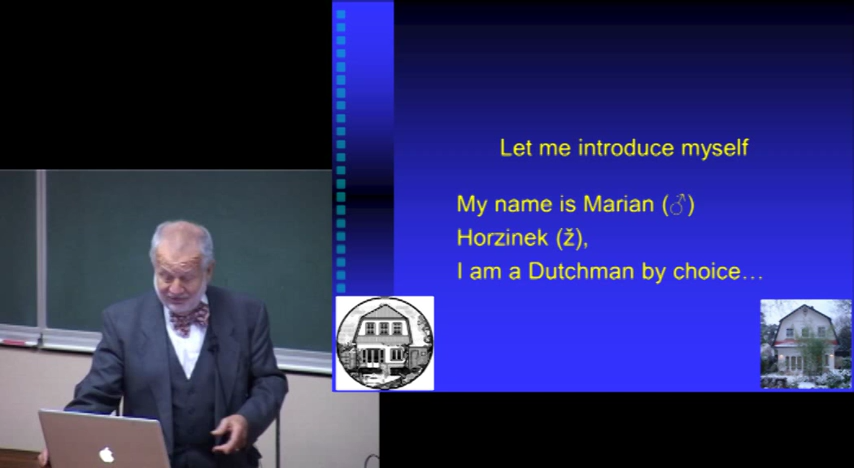 Let me introduce myself
My name is Marian (♂)
Horzinek (ž),
I am a Dutchman by choice…